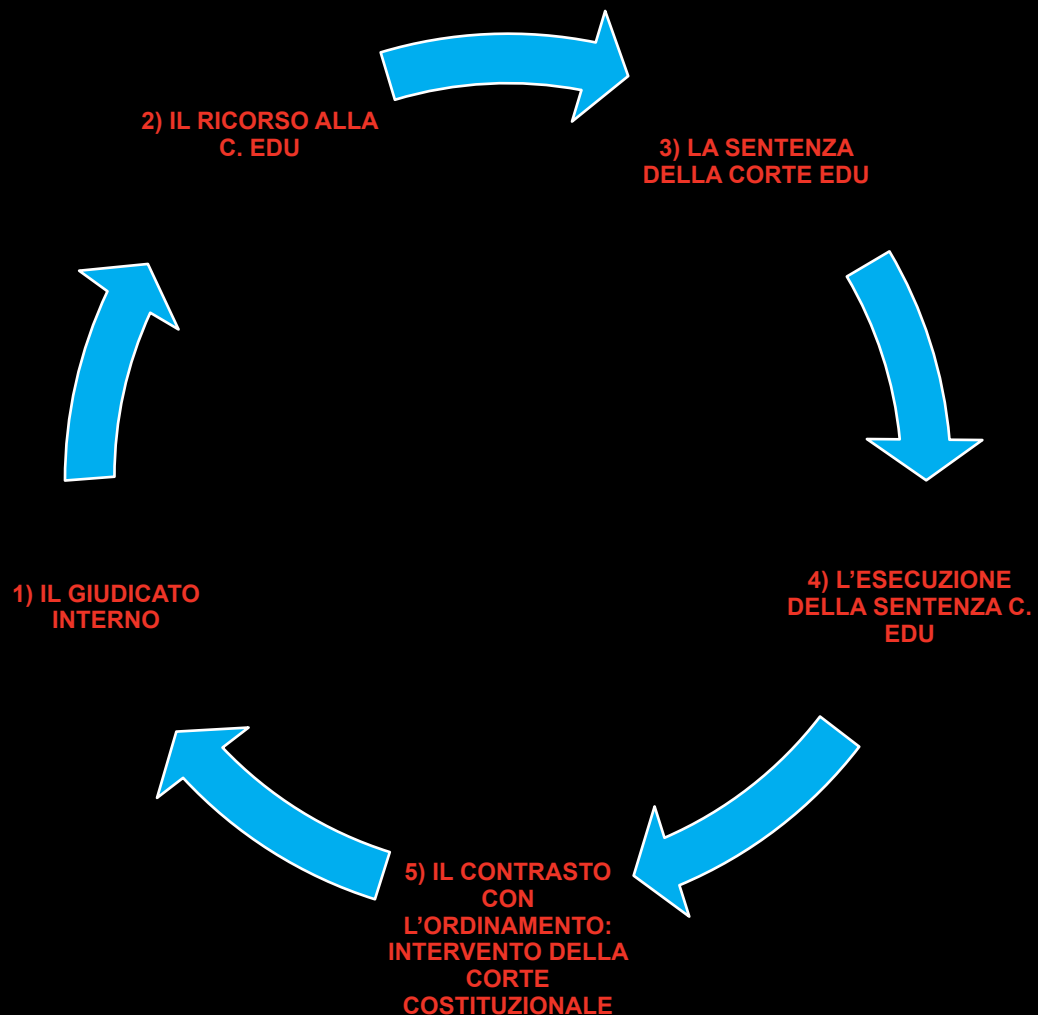 1) IL GIUDICATO
INTERNO
2) IL RICORSO ALLA
C. EDU
3) LA SENTENZA
DELLA CORTE EDU
4) L’ESECUZIONE
DELLA SENTENZA C.
EDU
5) IL CONTRASTO
CON
L’ORDINAMENTO:
INTERVENTO DELLA
CORTE
COSTITUZIONALE